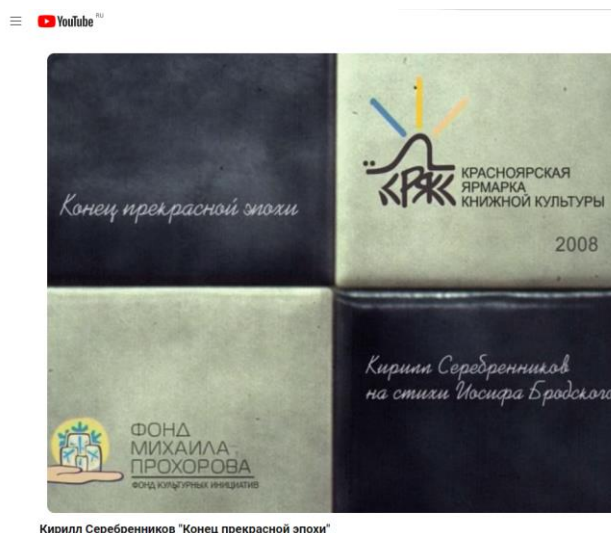 YouTube RU
Конец прекрасной эпохи
КРЯКК
КРАСНОЯРСКАЯ
ЯРМАРКА
КНИЖНОЙ КУЛЬТУРЫ
2008
Кирилл Серебренников
на стихи Иосифа Бродского
ФОНД
МИХАИЛА
ПРОХОРОВА
ФОНД КУЛЬТУРНЫХ ИНИЦИАТИВ
Кирилл Серебренников "Конец прекрасной эпохи"